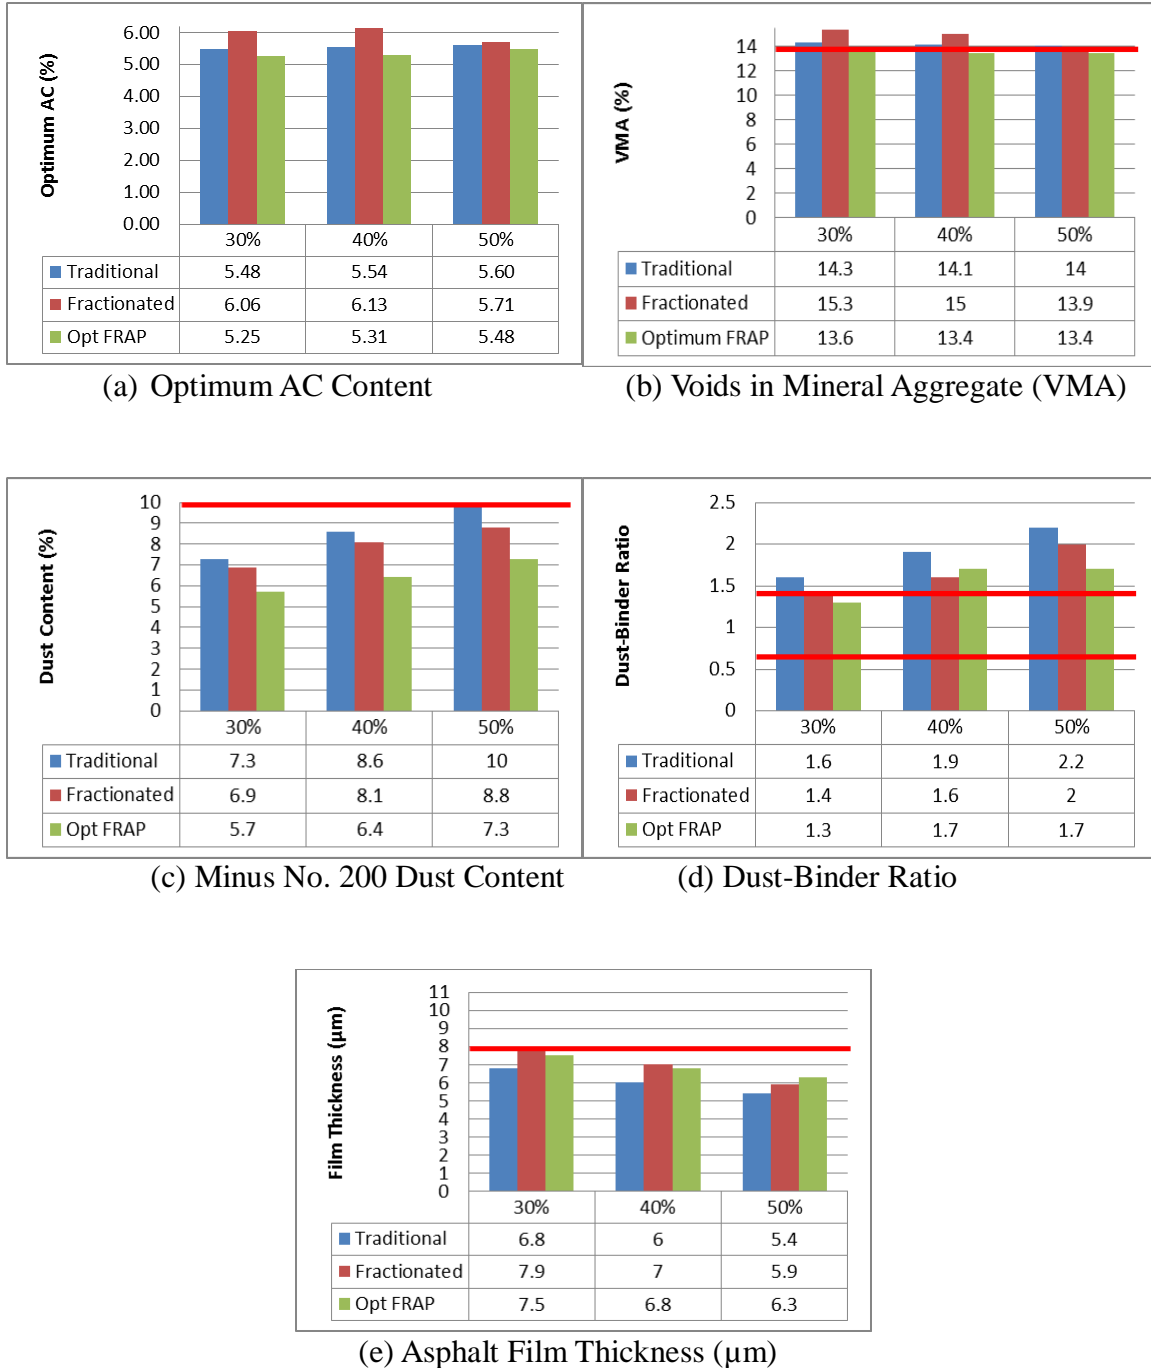 Optimum AC (%)
6.00
5.00
4.00
3.00
2.00
1.00
0.00
30% 40% 50%
Traditional 5.48 5.54 5.60
Fractionated 6.06 6.13 5.71
Opt FRAP 5.25 5.31 5.48
(a) Optimum AC Content
VMA (%)
14
12
10
8
6
4
2
0
30% 40% 50%
Traditional 14.3 14.1 14
Fractionated 15.3 15 13.9
Optimum FRAP 13.6 13.4 13.4
(b) Voids in Mineral Aggregate (VMA)
Dust Content (%)
10
9
8
7
6
5
4
3
2
1
0
30% 40% 50%
Traditional 7.3 8.6 10
Fractionated 6.9 8.1 8.8
Opt FRAP 5.7 6.4 7.3
(c) Minus No. 200 Dust Content
Dust-Binder Ratio
2.5
2
1.5
1
0.5
0
30% 40% 50%
Traditional 1.6 1.9 2.2
Fractionated 1.4 1.6 2
Opt FRAP 1.3 1.7 1.7
(d) Dust-Binder Ratio
Film Thickness (µm)
11
10
9
8
7
6
5
4
3
2
1
0
30% 40% 50%
Traditional 6.8 6 5.4
Fractionated 7.9 7 5.9
Opt FRAP 7.5 6.8 6.3
(e) Asphalt Film Thickness (µm)